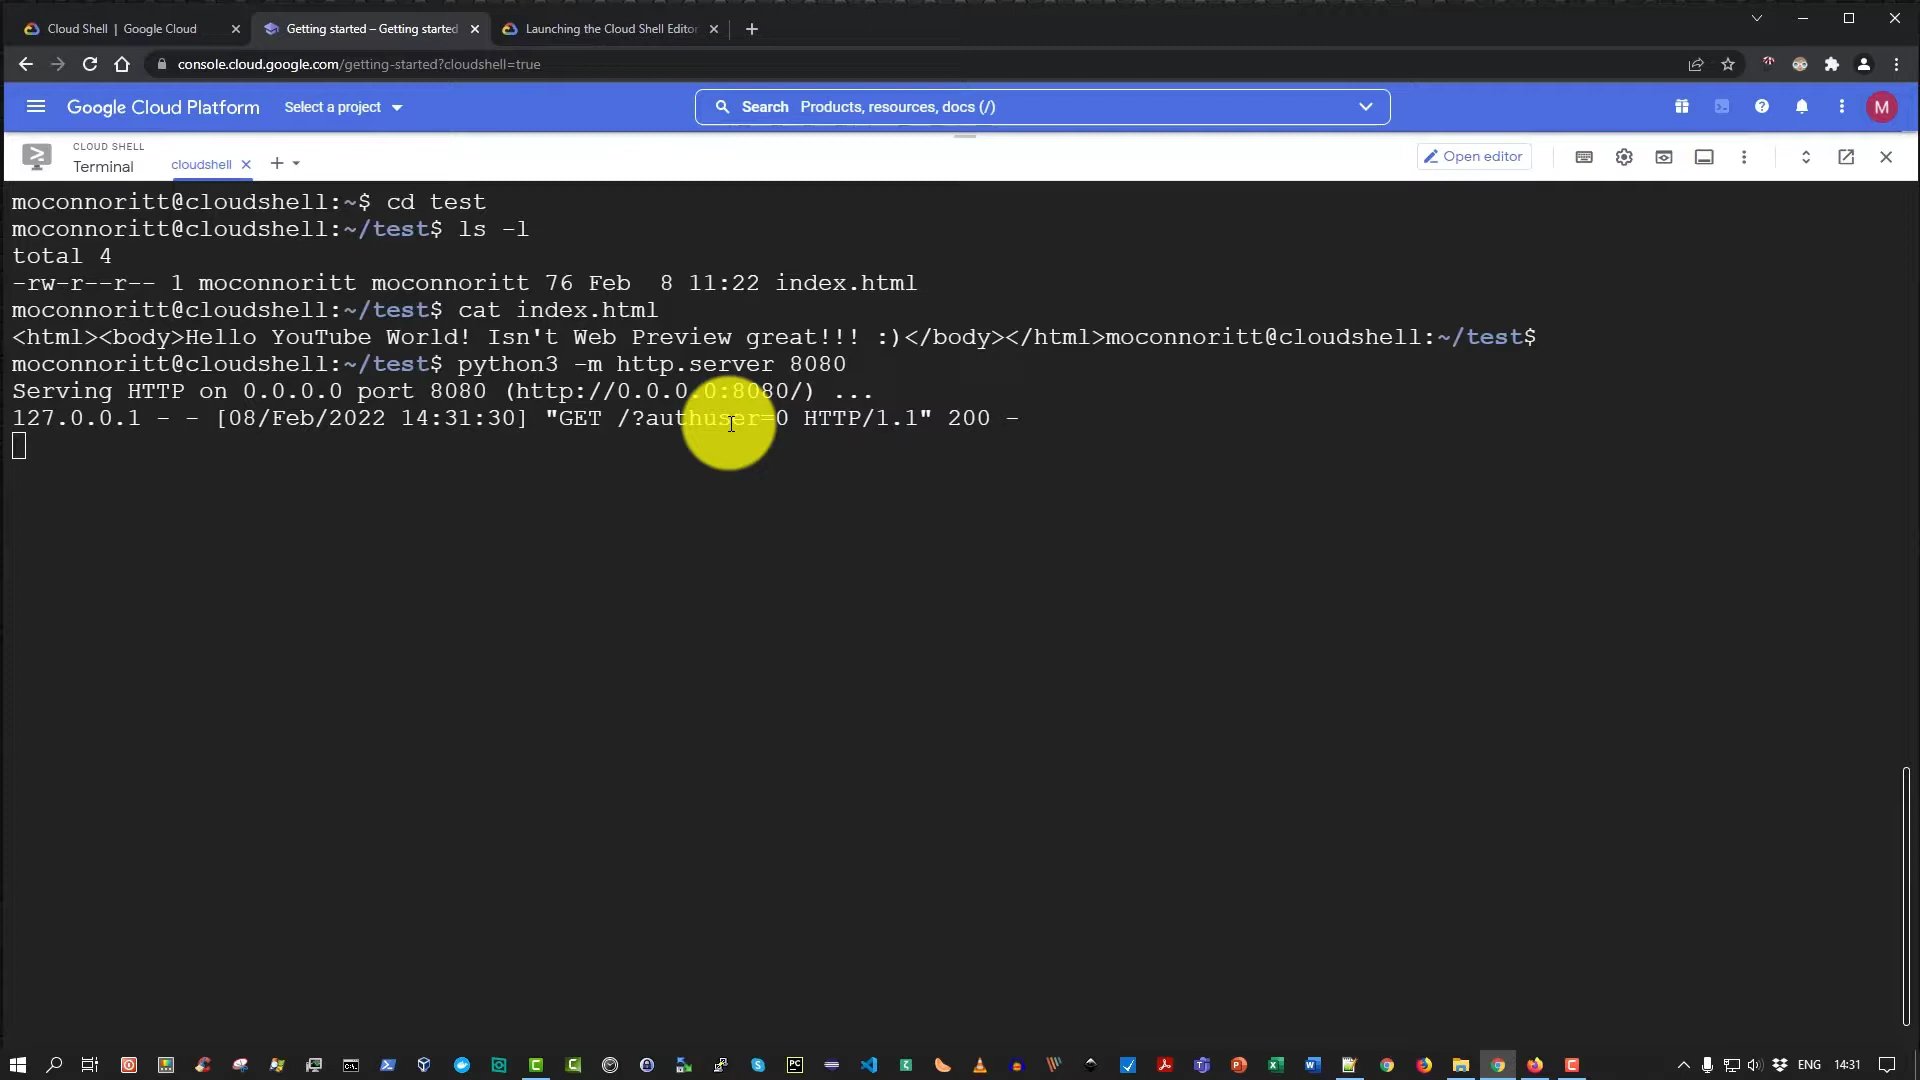 Cloud Shell | Google Cloud
Getting started – Getting started
Launching the Cloud Shell Editor
console.cloud.google.com/getting-started?cloudshell=true
Google Cloud Platform
Select a project
Search Products, resources, docs (/)
M
CLOUD SHELL
Terminal
cloudshell
Open editor
moconnoritt@cloudshell:~$ cd test
moconnoritt@cloudshell:~/test$ ls -l
total 4
-rw-r--r-- 1 moconnoritt moconnoritt 76 Feb  8 11:22 index.html
moconnoritt@cloudshell:~/test$ cat index.html
<html><body>Hello YouTube World! Isn't Web Preview great!!! :)</body></html>moconnoritt@cloudshell:~/test$
moconnoritt@cloudshell:~/test$ python3 -m http.server 8080
Serving HTTP on 0.0.0.0 port 8080 (http://0.0.0.0:8080/) ...
127.0.0.1 - - [08/Feb/2022 14:31:30] "GET /?authuser=0 HTTP/1.1" 200 -
ENG
14:31